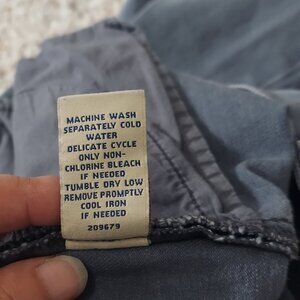 MACHINE WASH
SEPARATELY COLD
WATER
DELICATE CYCLE
ONLY NON-
CHLORINE BLEACH
IF NEEDED
TUMBLE DRY LOW
REMOVE PROMPTLY
COOL IRON
IF NEEDED
209679